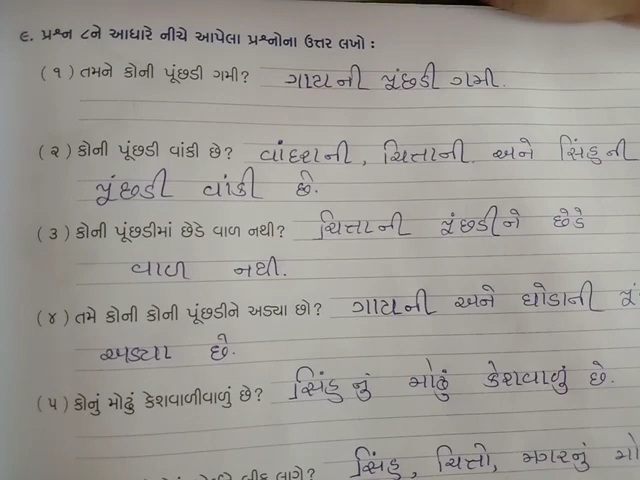 ૯. પ્રશ્ન ૮ને આધારે નીચે આપેલા પ્રશ્નોના ઉત્તર લખો :
(૧) તમને કોની પૂંછડી ગમી? ગાયની પૂંછડી ગમી.
(૨) કોની પૂંછડી વાંકી છે? વાંદરાની, ચિત્તાની અને સિંહની
પૂંછડી વાંકી છે.
(૩) કોની પૂંછડીમાં છેડે વાળ નથી? ચિત્તાની પૂંછડીને છેડે
વાળ નથી.
(૪) તમે કોની કોની પૂંછડીને અડ્યા છો? ગાયની અને ઘોડાની
અડ્યા છે.
(૫) કોનું મોઢું કેશવાળીવાળું છે? સિંહનું મોઢું કેશવાળું છે.
બીક લાગે? સિંહ, ચિત્તો, મગરનું